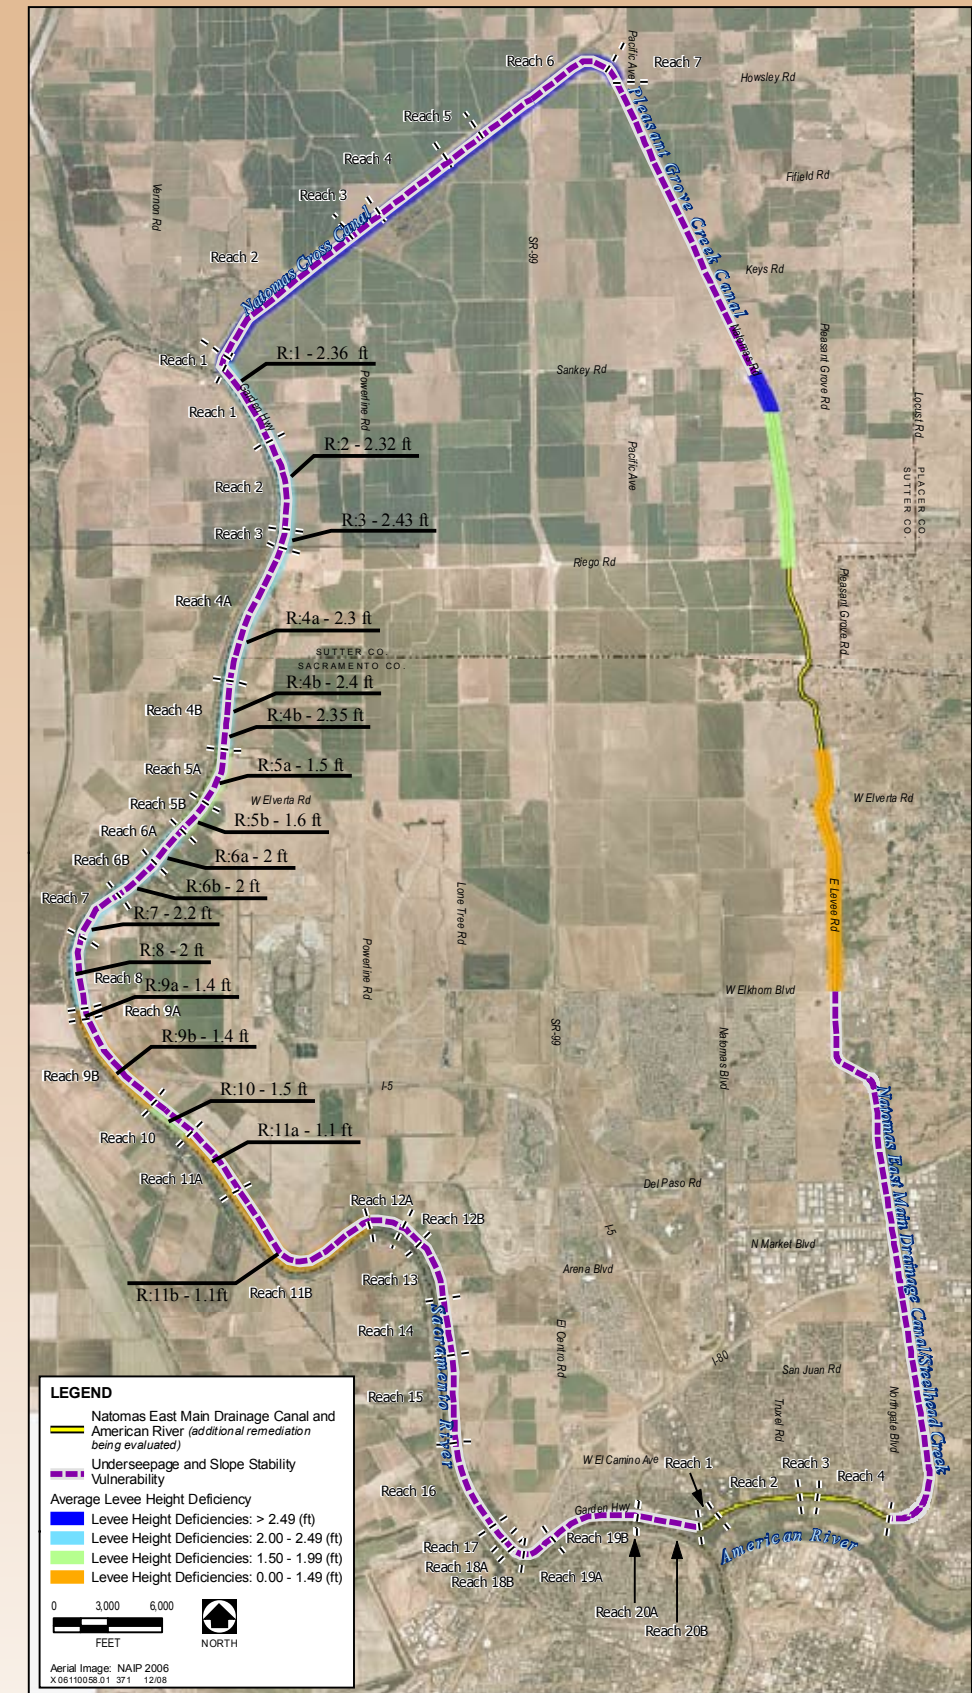 Reach 6
Pacific Ave
Reach 7
Howsley Rd
Reach 5
Pleasant Grove Creek Canal
Reach 4
Fifield Rd
Vernon Rd
Reach 3
Natomas Cross Canal
SR-99
Reach 2
Keys Rd
Natomas Rd
Pleasant Grove Rd
Reach 1
R:1 - 2.36 ft
Sankey Rd
Powerline Rd
Garden Hwy
Locust Rd
Reach 1
R:2 - 2.32 ft
Pacific Ave
PLACER CO.
SUTTER CO.
Reach 2
R:3 - 2.43 ft
Reach 3
Riego Rd
Pleasant Grove Rd
Reach 4A
R:4a - 2.3 ft
SUTTER CO.
SACRAMENTO CO.
R:4b - 2.4 ft
Reach 4B
R:4b - 2.35 ft
Reach 5A
R:5a - 1.5 ft
W Elverta Rd
W Elverta Rd
Reach 5B
R:5b - 1.6 ft
Reach 6A
R:6a - 2 ft
Reach 6B
R:6b - 2 ft
Reach 7
Lone Tree Rd
E Levee Rd
R:7 - 2.2 ft
R:8 - 2 ft
Powerline Rd
Reach 8
R:9a - 1.4 ft
W Elkhorn Blvd
Reach 9A
R:9b - 1.4 ft
SR-99
Natomas Blvd
Reach 9B
I-5
R:10 - 1.5 ft
Natomas East Main Drainage Canal/Steelhead Creek
Reach 10
R:11a - 1.1 ft
Reach 11A
Del Paso Rd
Reach 12A
Reach 12B
I-5
N Market Blvd
Arena Blvd
Reach 13
R:11b - 1.1ft
Reach 11B
Sacramento River
Reach 14
El Centro Rd
I-80
San Juan Rd
Reach 15
Truxel Rd
Northgate Blvd
W El Camino Ave
Reach 1
Reach 2
Reach 3
Reach 4
Reach 16
Garden Hwy
American River
Reach 17
Reach 19B
Reach 18A
Reach 18B
Reach 19A
Reach 20A
Reach 20B
LEGEND
Natomas East Main Drainage Canal and
American River (additional remediation
being evaluated)
Underseepage and Slope Stability
Vulnerability
Average Levee Height Deficiency
Levee Height Deficiencies: > 2.49 (ft)
Levee Height Deficiencies: 2.00 - 2.49 (ft)
Levee Height Deficiencies: 1.50 - 1.99 (ft)
Levee Height Deficiencies: 0.00 - 1.49 (ft)
0 3,000 6,000
FEET
NORTH
Aerial Image: NAIP 2006
X 06110058.01 371 12/08